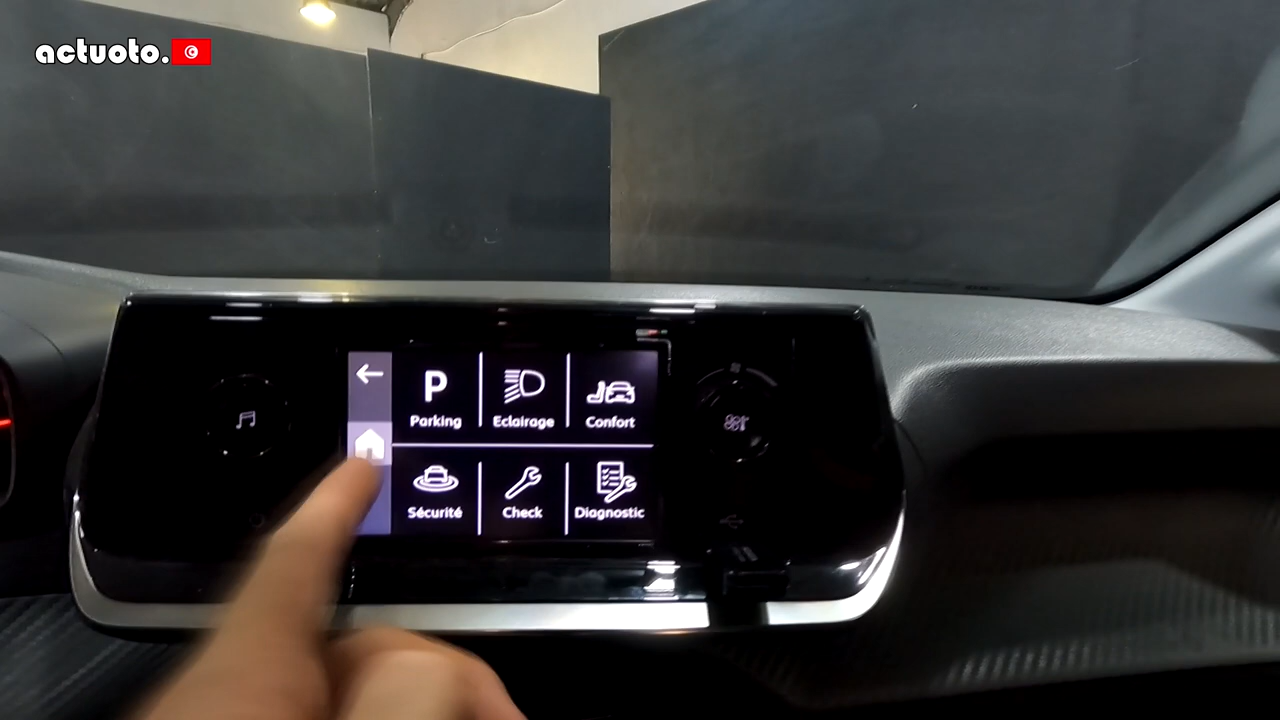 actuoto.
P
Parking
Eclairage
Confort
Sécurité
Check
Diagnostic